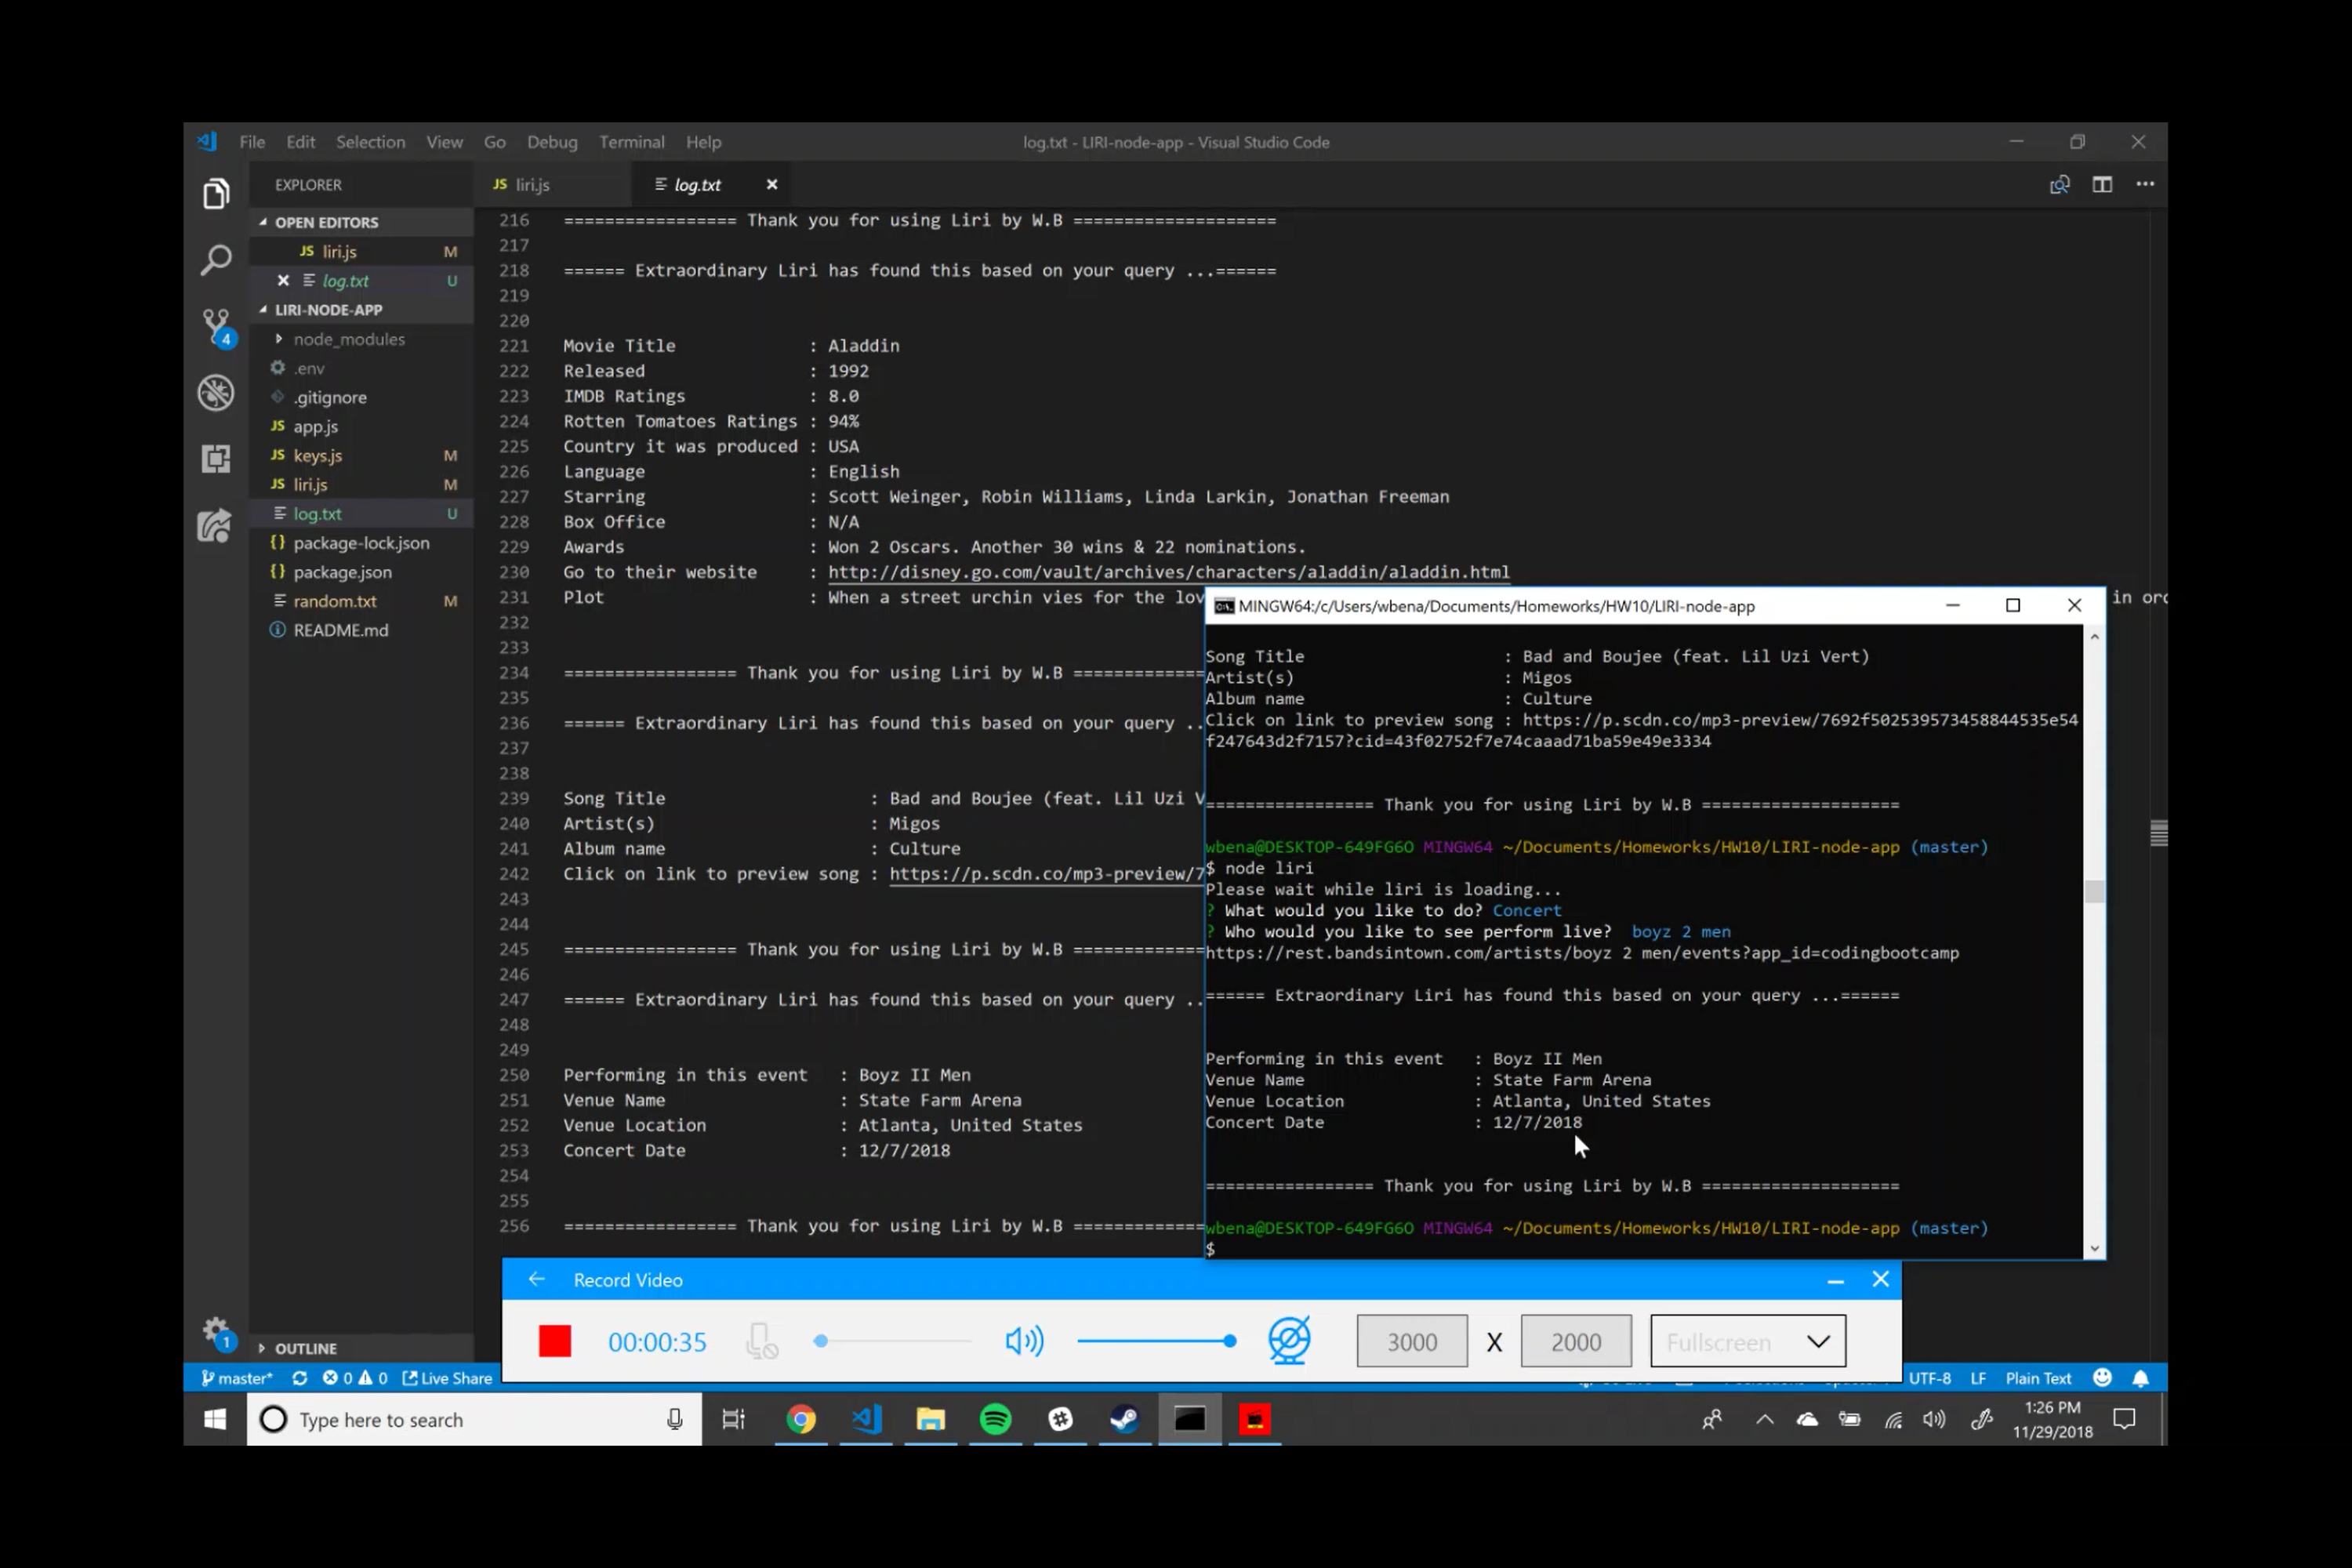 File Edit Selection View Go Debug Terminal Help
log.txt - LIRI-node-app - Visual Studio Code
EXPLORER
OPEN EDITORS
JS liri.js M
log.txt U
LIRI-NODE-APP
node_modules
.env
.gitignore
JS app.js
JS keys.js M
JS liri.js M
log.txt U
{} package-lock.json
{} package.json
random.txt M
README.md
OUTLINE
4
1
JS liri.js
log.txt
216 ================= Thank you for using Liri by W.B ====================
217
218 ====== Extraordinary Liri has found this based on your query ...======
219
220
221 Movie Title : Aladdin
222 Released : 1992
223 IMDB Ratings : 8.0
224 Rotten Tomatoes Ratings : 94%
225 Country it was produced : USA
226 Language : English
227 Starring : Scott Weinger, Robin Williams, Linda Larkin, Jonathan Freeman
228 Box Office : N/A
229 Awards : Won 2 Oscars. Another 30 wins & 22 nominations.
230 Go to their website : http://disney.go.com/vault/archives/characters/aladdin/aladdin.html
231 Plot : When a street urchin vies for the lov
in orc
232
233
234 ================= Thank you for using Liri by W.B =============
235
236 ====== Extraordinary Liri has found this based on your query ..
237
238
239 Song Title : Bad and Boujee (feat. Lil Uzi V
240 Artist(s) : Migos
241 Album name : Culture
242 Click on link to preview song : https://p.scdn.co/mp3-preview/7
243
244
245 ================= Thank you for using Liri by W.B =============
246
247 ====== Extraordinary Liri has found this based on your query ..
248
249
250 Performing in this event : Boyz II Men
251 Venue Name : State Farm Arena
252 Venue Location : Atlanta, United States
253 Concert Date : 12/7/2018
254
255
256 ================= Thank you for using Liri by W.B =============
MINGW64:/c/Users/wbena/Documents/Homeworks/HW10/LIRI-node-app
Song Title : Bad and Boujee (feat. Lil Uzi Vert)
Artist(s) : Migos
Album name : Culture
Click on link to preview song : https://p.scdn.co/mp3-preview/7692f502539573458844535e54
f247643d2f7157?cid=43f02752f7e74caaad71ba59e49e3334
================= Thank you for using Liri by W.B ====================
wbena@DESKTOP-649FG6O MINGW64 ~/Documents/Homeworks/HW10/LIRI-node-app (master)
$ node liri
Please wait while liri is loading...
? What would you like to do? Concert
? Who would you like to see perform live? boyz 2 men
https://rest.bandsintown.com/artists/boyz 2 men/events?app_id=codingbootcamp
====== Extraordinary Liri has found this based on your query ...======
Performing in this event : Boyz II Men
Venue Name : State Farm Arena
Venue Location : Atlanta, United States
Concert Date : 12/7/2018
================= Thank you for using Liri by W.B ====================
wbena@DESKTOP-649FG6O MINGW64 ~/Documents/Homeworks/HW10/LIRI-node-app (master)
$
Record Video
00:00:35
3000 X 2000 Fullscreen
master* 0 0 Live Share
UTF-8 LF Plain Text
Type here to search
1:26 PM
11/29/2018